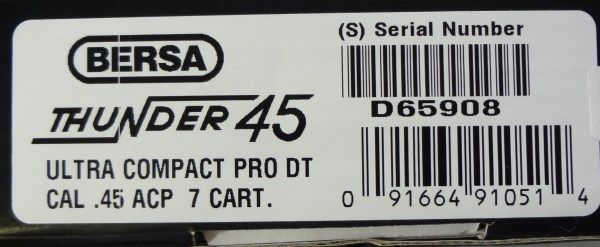 BERSA
THUNDER 45
ULTRA COMPACT PRO DT
CAL .45 ACP 7 CART.
(S) Serial Number
D65908
0 91664 91051 4